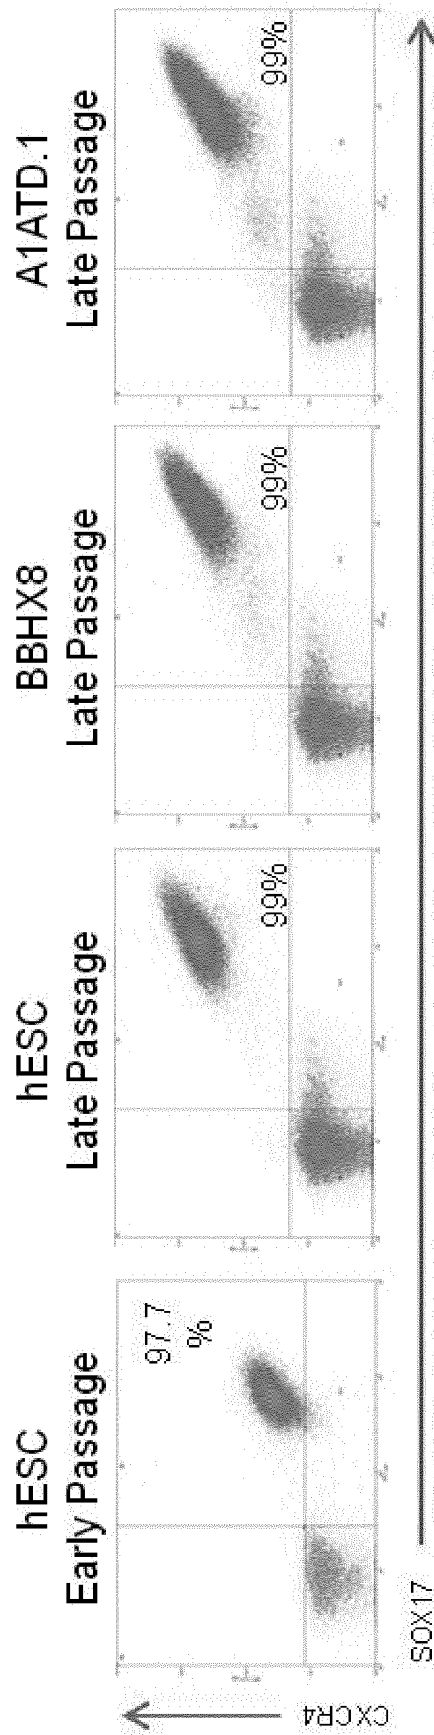 hESC
Early Passage
97.7
%
hESC
Late Passage
99%
BBHX8
Late Passage
99%
A1ATD.1
Late Passage
99%
CXCR4
SOX17